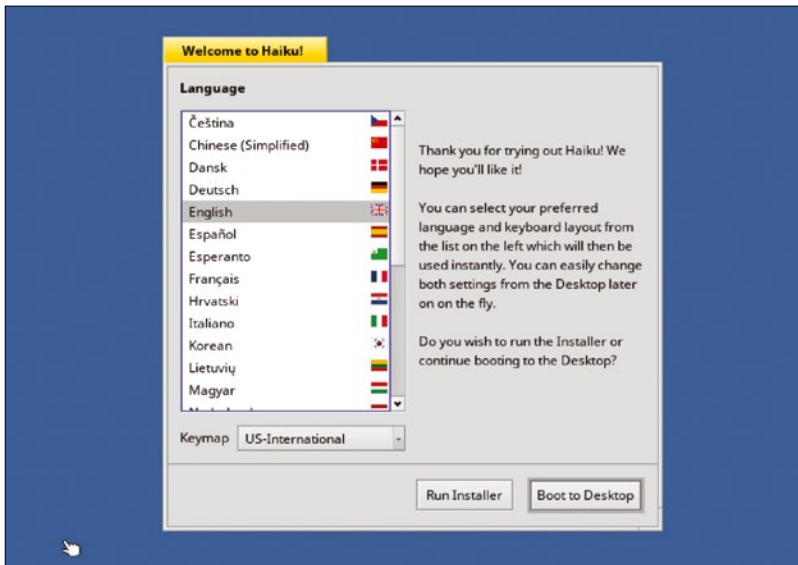 Welcome to Haiku!
Language
Čeština
Chinese (Simplified)
Dansk
Deutsch
English
Español
Esperanto
Français
Hrvatski
Italiano
Korean
Lietuvių
Magyar
Thank you for trying out Haiku! We
hope you'll like it!
You can select your preferred
language and keyboard layout from
the list on the left which will then be
used instantly. You can easily change
both settings from the Desktop later
on on the fly.
Do you wish to run the Installer or
continue booting to the Desktop?
Keymap US-International
Run Installer Boot to Desktop